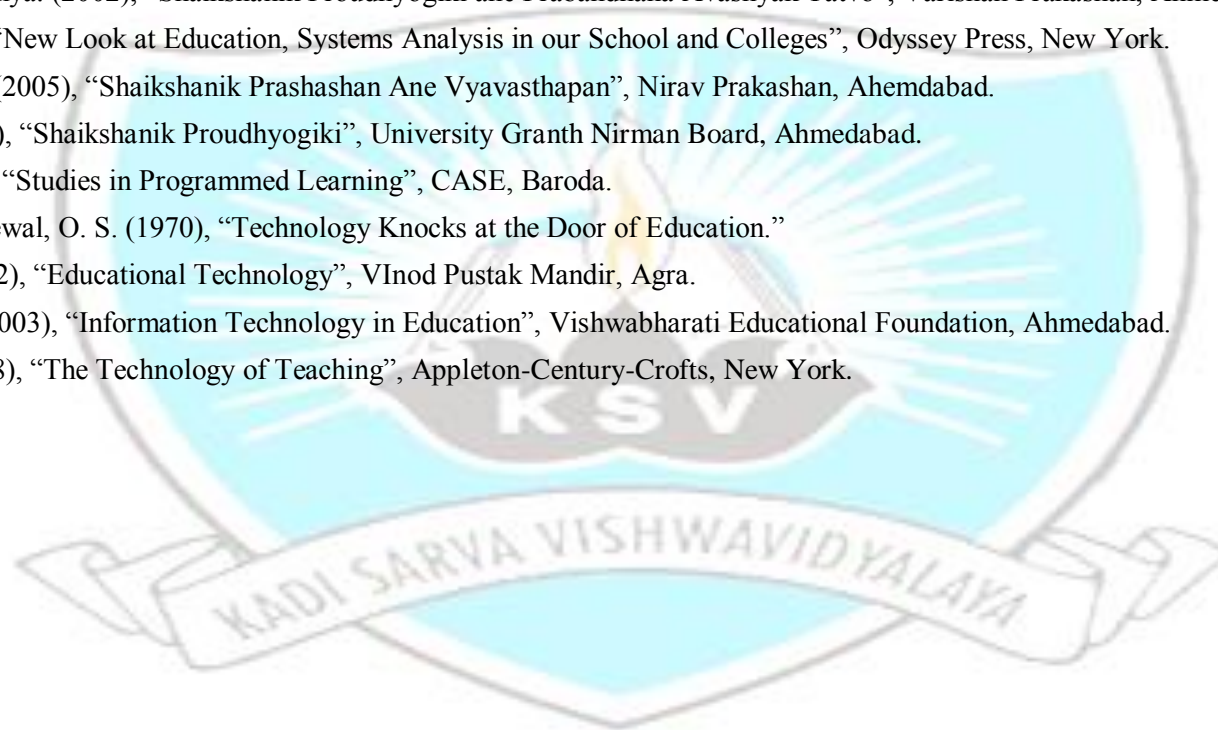 (2002), “Shaikshanik
“New Look at Education, Systems Analysis in our School and Colleges”, Odyssey Press, New York.
(2005), “Shaikshanik Prashashan Ane Vyavasthapan”, Nirav Prakashan, Ahemdabad.
), “Shaikshanik Proudhyogiki”, University Granth Nirman Board, Ahmedabad.
“Studies in Programmed Learning”, CASE, Baroda.
wal, O. S. (1970), “Technology Knocks at the Door of Education.”
2), “Educational Technology”, VInod Pustak Mandir, Agra.
003), “Information Technology in Education”, Vishwabharati Educational Foundation, Ahmedabad.
), “The Technology of Teaching”, Appleton-Century-Crofts, New York.
KSV
KADI SARVA VISHWAVIDYALAYA